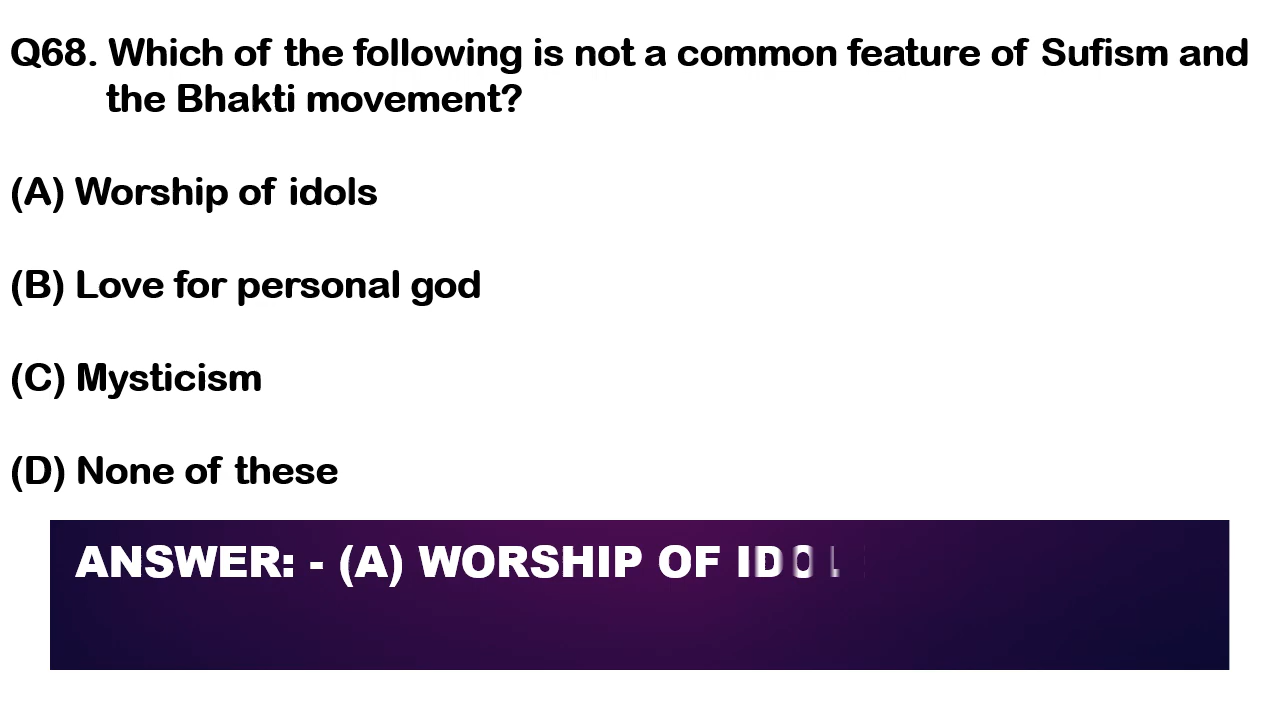 Q68. Which of the following is not a common feature of Sufism and
the Bhakti movement?
(A) Worship of idols
(B) Love for personal god
(C) Mysticism
(D) None of these
ANSWER: - (A) WORSHIP OF IDOL